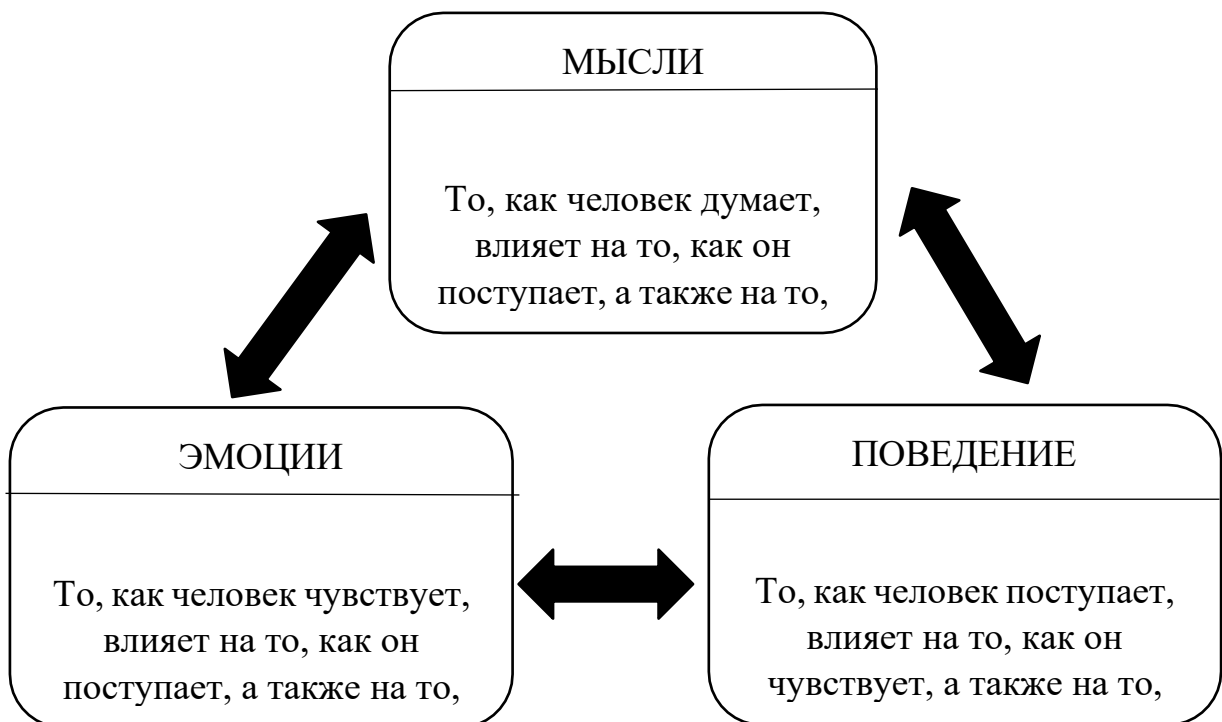 МЫСЛИ
То, как человек думает,
влияет на то, как он
поступает, а также на то,
ЭМОЦИИ
То, как человек чувствует,
влияет на то, как он
поступает, а также на то,
ПОВЕДЕНИЕ
То, как человек поступает,
влияет на то, как он
чувствует, а также на то,